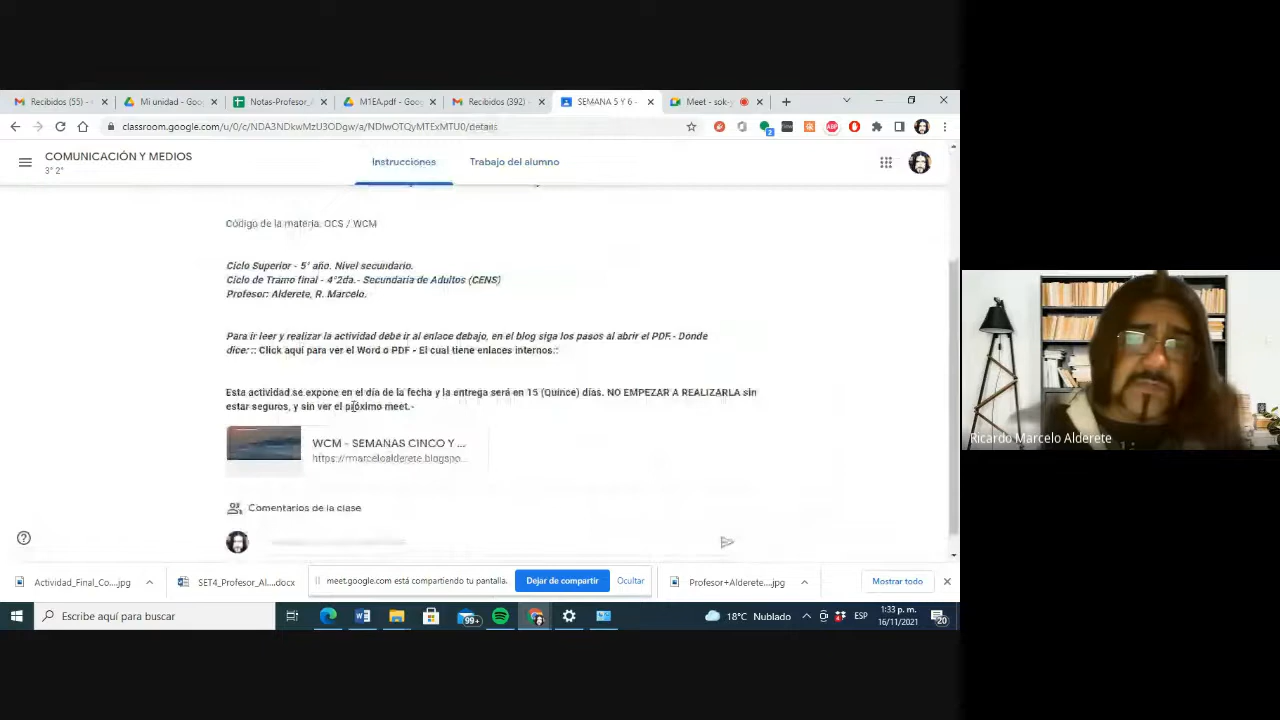 Recibidos (55) -
Mi unidad - Goo
Notas-Profesor_
M1EA.pdf - Goo
Recibidos (392) -
SEMANA 5 Y 6 -
Meet - sok-
classroom.google.com/u/0/c/NDA3NDkwMzU3ODgw/a/NDIwOTQyMTExMTU0/details
COMUNICACIÓN Y MEDIOS
3° 2°
Instrucciones
Trabajo del alumno
Código de la materia. OCS / WCM
Ciclo Superior - 5° año. Nivel secundario.
Ciclo de Tramo final - 4°2da.- Secundaria de Adultos (CENS)
Profesor: Alderete, R. Marcelo.
Para ir leer y realizar la actividad debe ir al enlace debajo, en el blog siga los pasos al abrir el PDF.- Donde
dice: :: Click aquí para ver el Word o PDF - El cual tiene enlaces internos::
Esta actividad se expone en el día de la fecha y la entrega será en 15 (Quince) días. NO EMPEZAR A REALIZARLA sin
estar seguros, y sin ver el próximo meet.-
WCM - SEMANAS CINCO Y ...
https://rmarceloalderete.blogspo...
Comentarios de la clase
Ricardo Marcelo Alderete
Actividad_Final_Co....jpg
SET4_Profesor_Al....docx
meet.google.com está compartiendo tu pantalla.
Dejar de compartir
Ocultar
Profesor+Alderete....jpg
Mostrar todo
Escribe aquí para buscar
99+
18°C Nublado
ESP
1:33 p. m.
16/11/2021
20